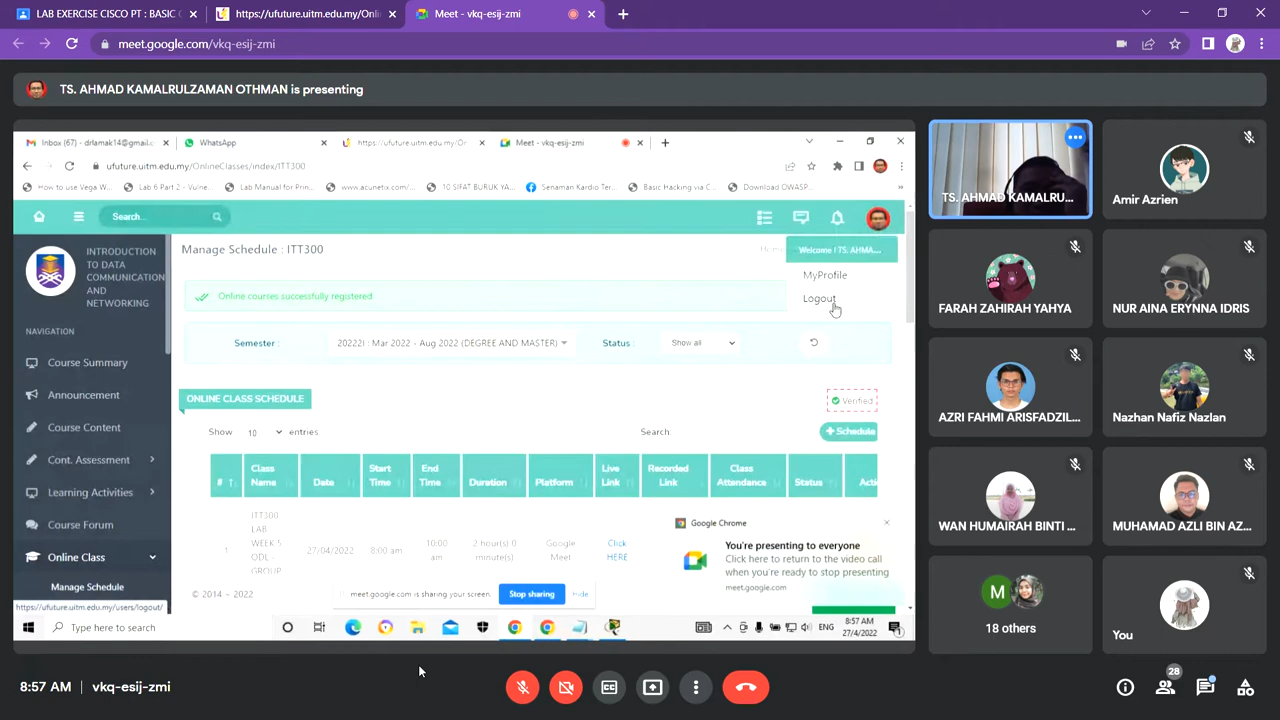 LAB EXERCISE CISCO PT : BASIC C
https://ufuture.uitm.edu.my/Onlin
Meet - vkq-esij-zmi
meet.google.com/vkq-esij-zmi
TS. AHMAD KAMALRULZAMAN OTHMAN is presenting
Inbox (67) - drlamak14@gmail.c
WhatsApp
https://ufuture.uitm.edu.my/Or
Meet - vkq-esij-zmi
ufuture.uitm.edu.my/OnlineClasses/index/ITT300
How to use Vega W...
Lab 6 Part 2 - Vulne...
Lab Manual for Prin...
www.acunetix.com/...
10 SIFAT BURUK YA...
Senaman Kardio Ter...
Basic Hacking via C...
Download OWASP...
»
Search...
INTRODUCTION
TO DATA
COMMUNICATION
AND
NETWORKING
NAVIGATION
Course Summary
Announcement
Course Content
Cont. Assessment
Learning Activities
Course Forum
Online Class
Manage Schedule
https://ufuture.uitm.edu.my/users/logout/
Manage Schedule : ITT300
Home
Welcome ! TS. AHMA...
MyProfile
Logout
Online courses successfully registered
Semester :
20222) : Mar 2022 - Aug 2022 (DEGREE AND MASTER)
Status :
Show all
ONLINE CLASS SCHEDULE
Verified
Show 10 entries
Search
+ Schedule
# Class Name Date Start Time End Time Duration Platform Live Link Recorded Link Class Attendance Status Acti
1
ITT300
LAB
WEEK 5
ODL -
GROUP
27/04/2022
8:00 am
10:00
am
2 hour(s) 0
minute(s)
Google
Meet
Click
HERE
Google Chrome
You're presenting to everyone
Click here to return to the video call
when you're ready to stop presenting
meet.google.com
© 2014 - 2022
meet.google.com is sharing your screen.
Stop sharing
Hide
Type here to search
ENG
8:57 AM
27/4/2022
1
TS. AHMAD KAMALRU...
Amir Azrien
FARAH ZAHIRAH YAHYA
NUR AINA ERYNNA IDRIS
AZRI FAHMI ARISFADZIL...
Nazhan Nafiz Nazlan
WAN HUMAIRAH BINTI ...
MUHAMAD AZLI BIN AZ...
M
18 others
You
8:57 AM | vkq-esij-zmi
28